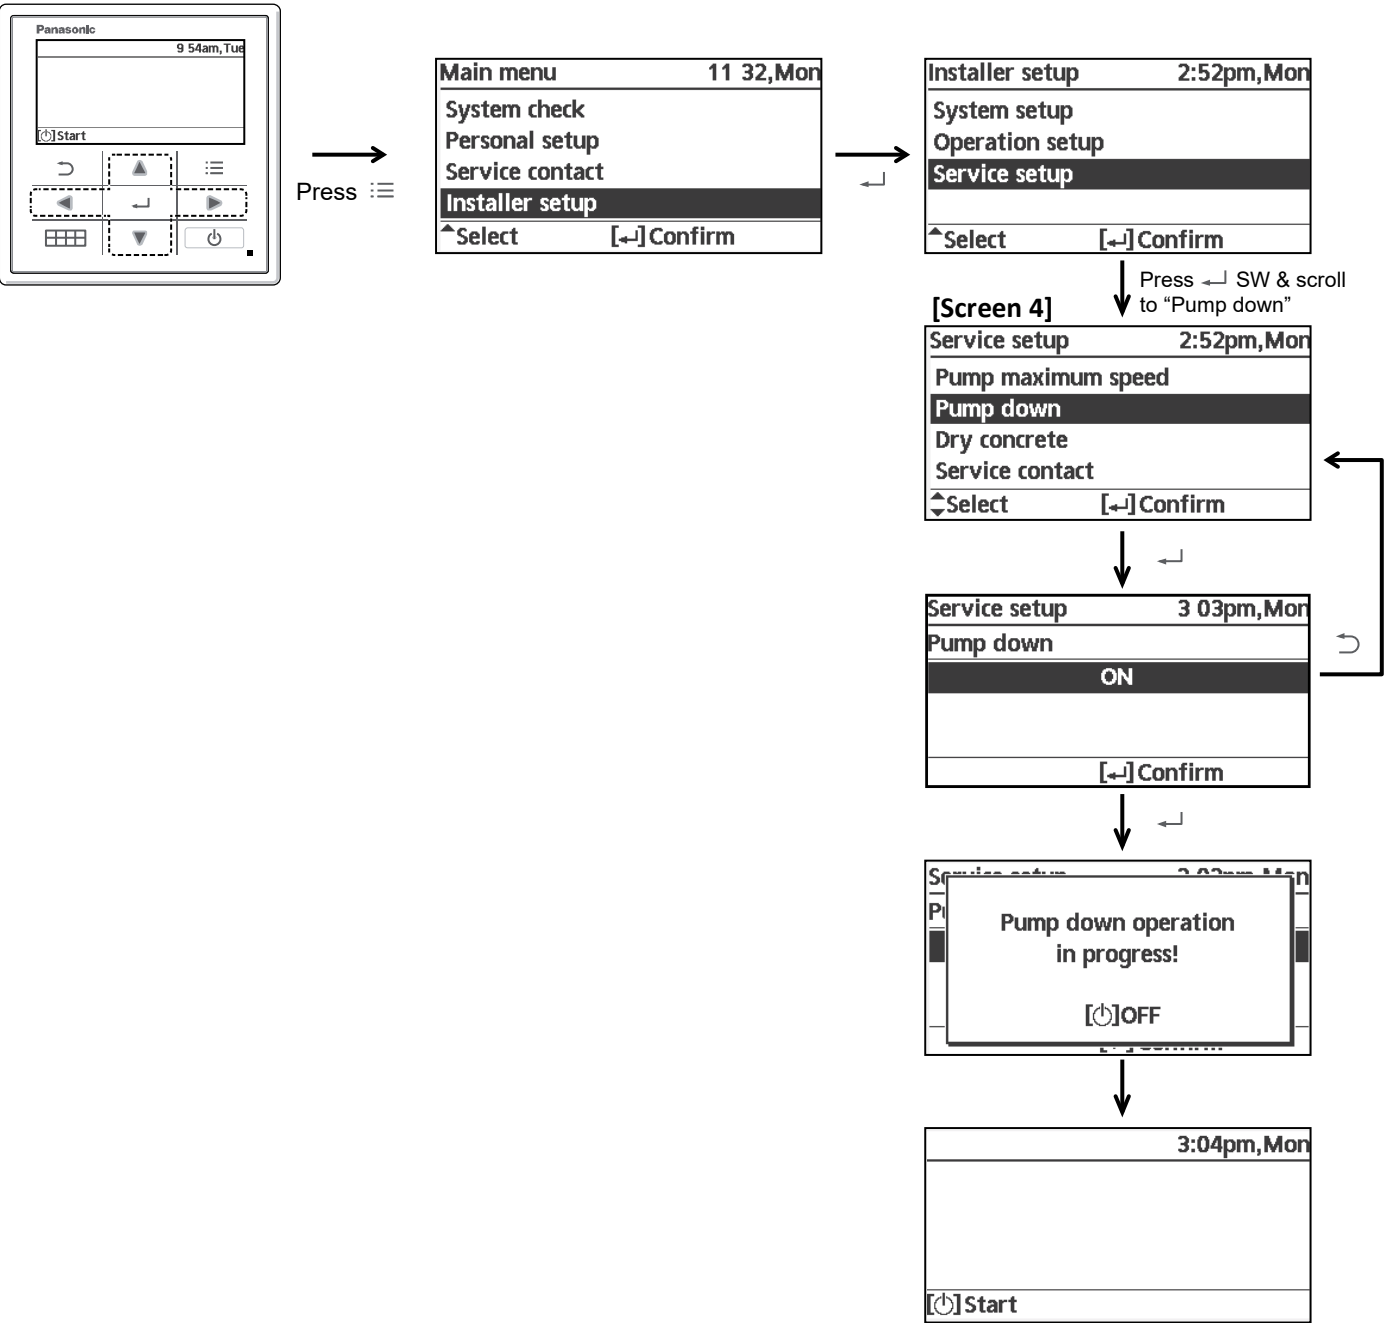 Panasonic
9 54am,Tue
[⏻]Start
Press
Main menu 11 32,Mon
System check
Personal setup
Service contact
Installer setup
Select [↵]Confirm
Installer setup 2:52pm,Mon
System setup
Operation setup
Service setup
Select [↵]Confirm
Press ↵ SW & scroll
to “Pump down”
[Screen 4]
Service setup 2:52pm,Mon
Pump maximum speed
Pump down
Dry concrete
Service contact
Select [↵]Confirm
Service setup 3 03pm,Mon
Pump down
ON
[↵]Confirm
Pump down operation
in progress!
[⏻]OFF
3:04pm,Mon
[⏻]Start